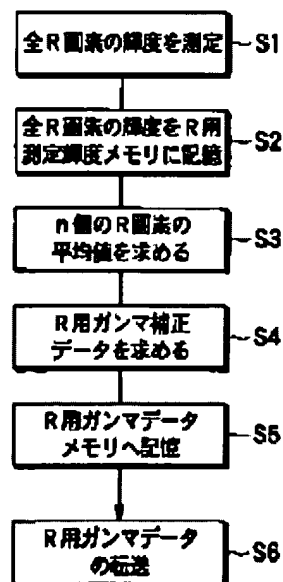 全R画素の輝度を測定 S1
全R画素の輝度をR用
測定輝度メモリに記憶 S2
n個のR画素の
平均値を求める S3
R用ガンマ補正
データを求める S4
R用ガンマデータ
メモリへ記憶 S5
R用ガンマデータ
の転送 S6